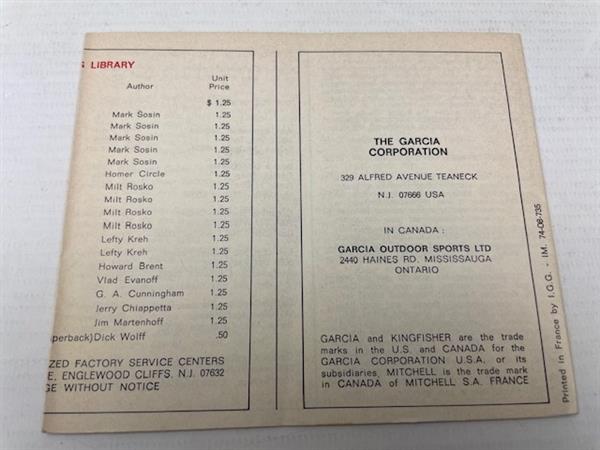 LIBRARY
Author Unit Price
$ 1.25
Mark Sosin 1.25
Mark Sosin 1.25
Mark Sosin 1.25
Mark Sosin 1.25
Mark Sosin 1.25
Homer Circle 1.25
Milt Rosko 1.25
Milt Rosko 1.25
Milt Rosko 1.25
Milt Rosko 1.25
Lefty Kreh 1.25
Lefty Kreh 1.25
Howard Brent 1.25
Vlad Evanoff 1.25
G. A. Cunningham 1.25
Jerry Chiappetta 1.25
Jim Martenhoff 1.25
perback)Dick Wolff .50
ZED FACTORY SERVICE CENTERS
E, ENGLEWOOD CLIFFS. N.J. 07632
GE WITHOUT NOTICE
THE GARCIA
CORPORATION
329 ALFRED AVENUE TEANECK
N.J. 07666 USA
IN CANADA :
GARCIA OUTDOOR SPORTS LTD
2440 HAINES RD. MISSISSAUGA
ONTARIO
GARCIA and KINGFISHER are the trade
marks in the U.S. and CANADA for the
GARCIA CORPORATION U.S.A. or its
subsidiaries. MITCHELL is the trade mark
in CANADA of MITCHELL S.A. FRANCE
Printed in France by I.G.G. - IM. 74-08-735